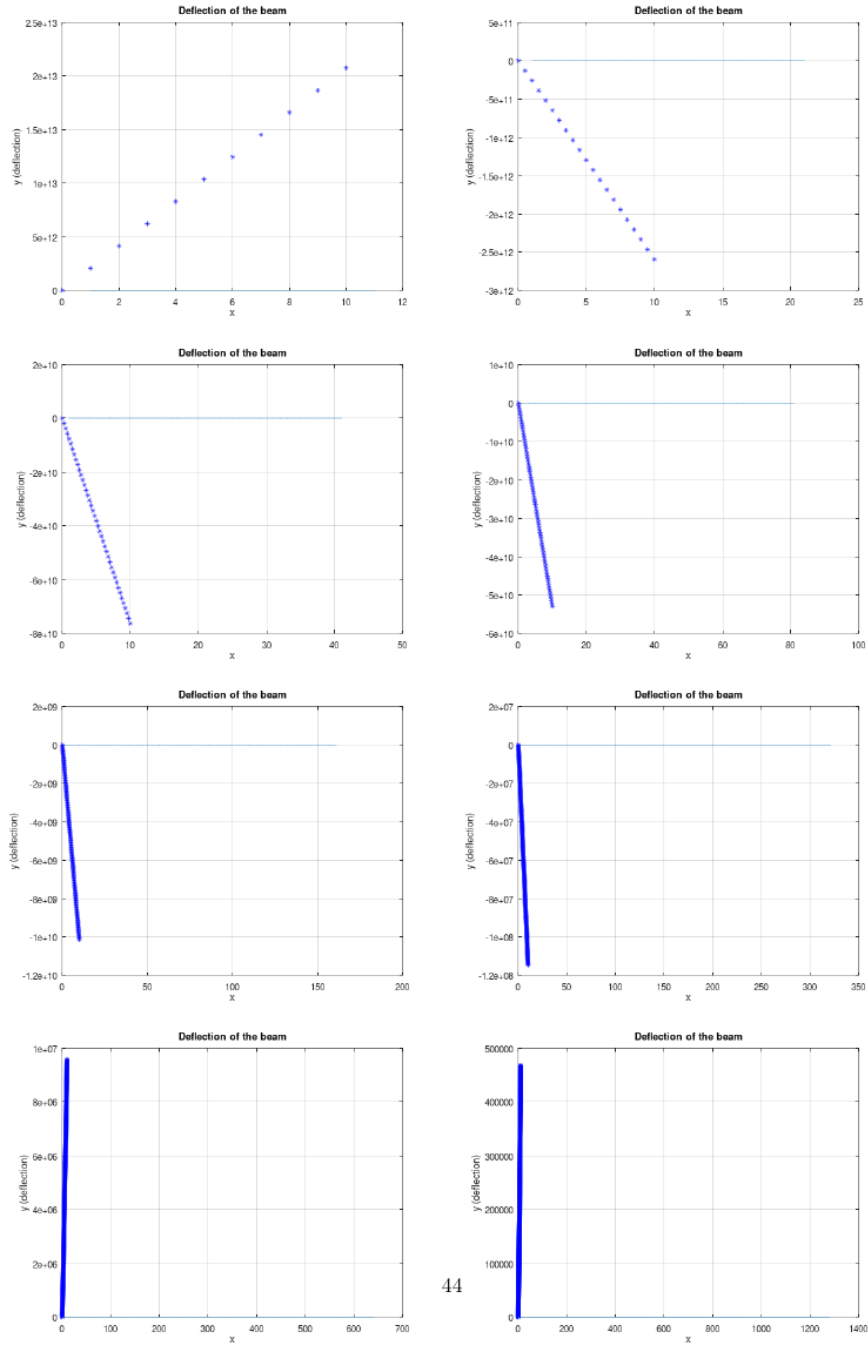 Deflection of the beam
2.5e+13
2e+13
1.5e+13
1e+13
5e+12
0
y (deflection)
0 2 4 6 8 10 12
x
Deflection of the beam
5e+11
0
-5e+11
-1e+12
-1.5e+12
-2e+12
-2.5e+12
-3e+12
y (deflection)
0 5 10 15 20 25
x
Deflection of the beam
2e+10
0
-2e+10
-4e+10
-6e+10
-8e+10
y (deflection)
0 10 20 30 40 50
x
Deflection of the beam
1e+10
0
-1e+10
-2e+10
-3e+10
-4e+10
-5e+10
-6e+10
y (deflection)
0 20 40 60 80 100
x
Deflection of the beam
2e+09
0
-2e+09
-4e+09
-6e+09
-8e+09
-1e+10
-1.2e+10
y (deflection)
0 50 100 150 200
x
Deflection of the beam
2e+07
0
-2e+07
-4e+07
-6e+07
-8e+07
-1e+08
-1.2e+08
y (deflection)
0 50 100 150 200 250 300 350
x
Deflection of the beam
1e+07
8e+06
6e+06
4e+06
2e+06
0
y (deflection)
0 100 200 300 400 500 600 700
x
Deflection of the beam
500000
400000
300000
200000
100000
0
y (deflection)
0 200 400 600 800 1000 1200 1400
x
44